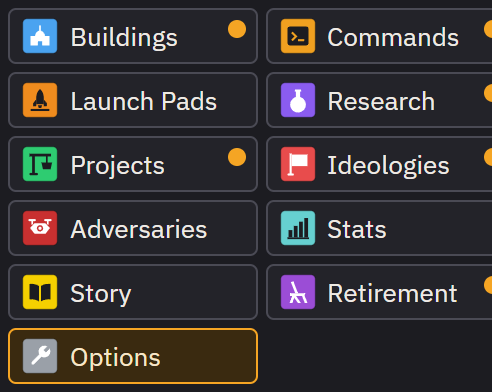 Buildings
Commands
Launch Pads
Research
Projects
Ideologies
Adversaries
Stats
Story
Retirement
Options